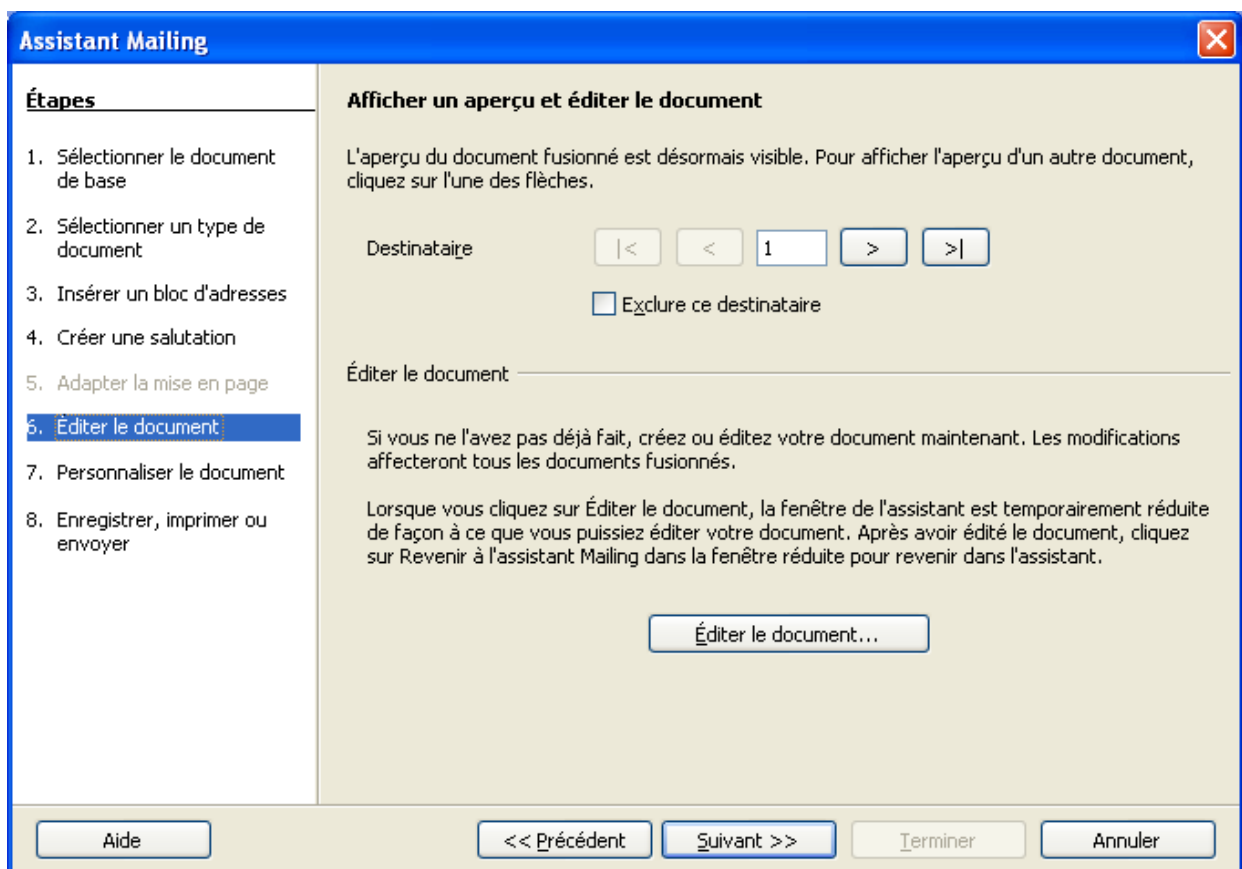 Assistant Mailing
Étapes
1. Sélectionner le document
de base
2. Sélectionner un type de
document
3. Insérer un bloc d'adresses
4. Créer une salutation
5. Adapter la mise en page
6. Éditer le document
7. Personnaliser le document
8. Enregistrer, imprimer ou
envoyer
Afficher un aperçu et éditer le document
L'aperçu du document fusionné est désormais visible. Pour afficher l'aperçu d'un autre document,
cliquez sur l'une des flèches.
Destinataire |< < 1 > >|
Exclure ce destinataire
Éditer le document
Si vous ne l'avez pas déjà fait, créez ou éditez votre document maintenant. Les modifications
affecteront tous les documents fusionnés.
Lorsque vous cliquez sur Éditer le document, la fenêtre de l'assistant est temporairement réduite
de façon à ce que vous puissiez éditer votre document. Après avoir édité le document, cliquez
sur Revenir à l'assistant Mailing dans la fenêtre réduite pour revenir dans l'assistant.
Éditer le document...
Aide << Précédent Suivant >> Terminer Annuler